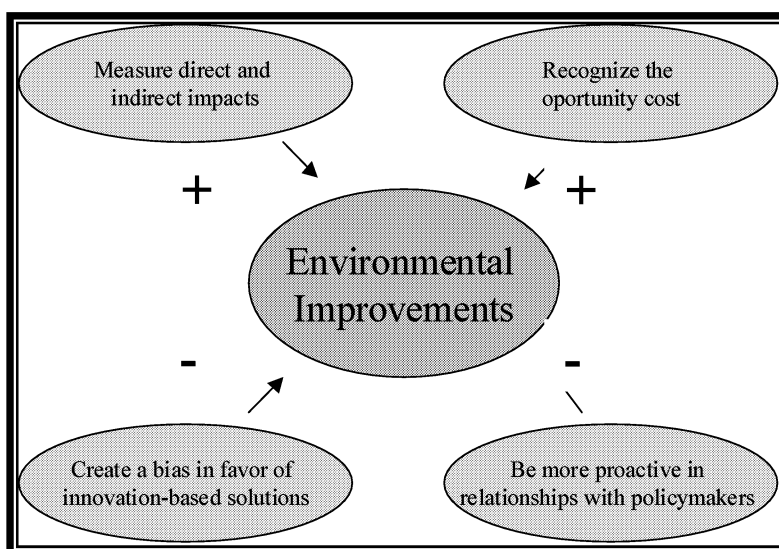 Measure direct and
indirect impacts
Recognize the
oportunity cost
+
+
Environmental
Improvements
-
-
Create a bias in favor of
innovation-based solutions
Be more proactive in
relationships with policymakers